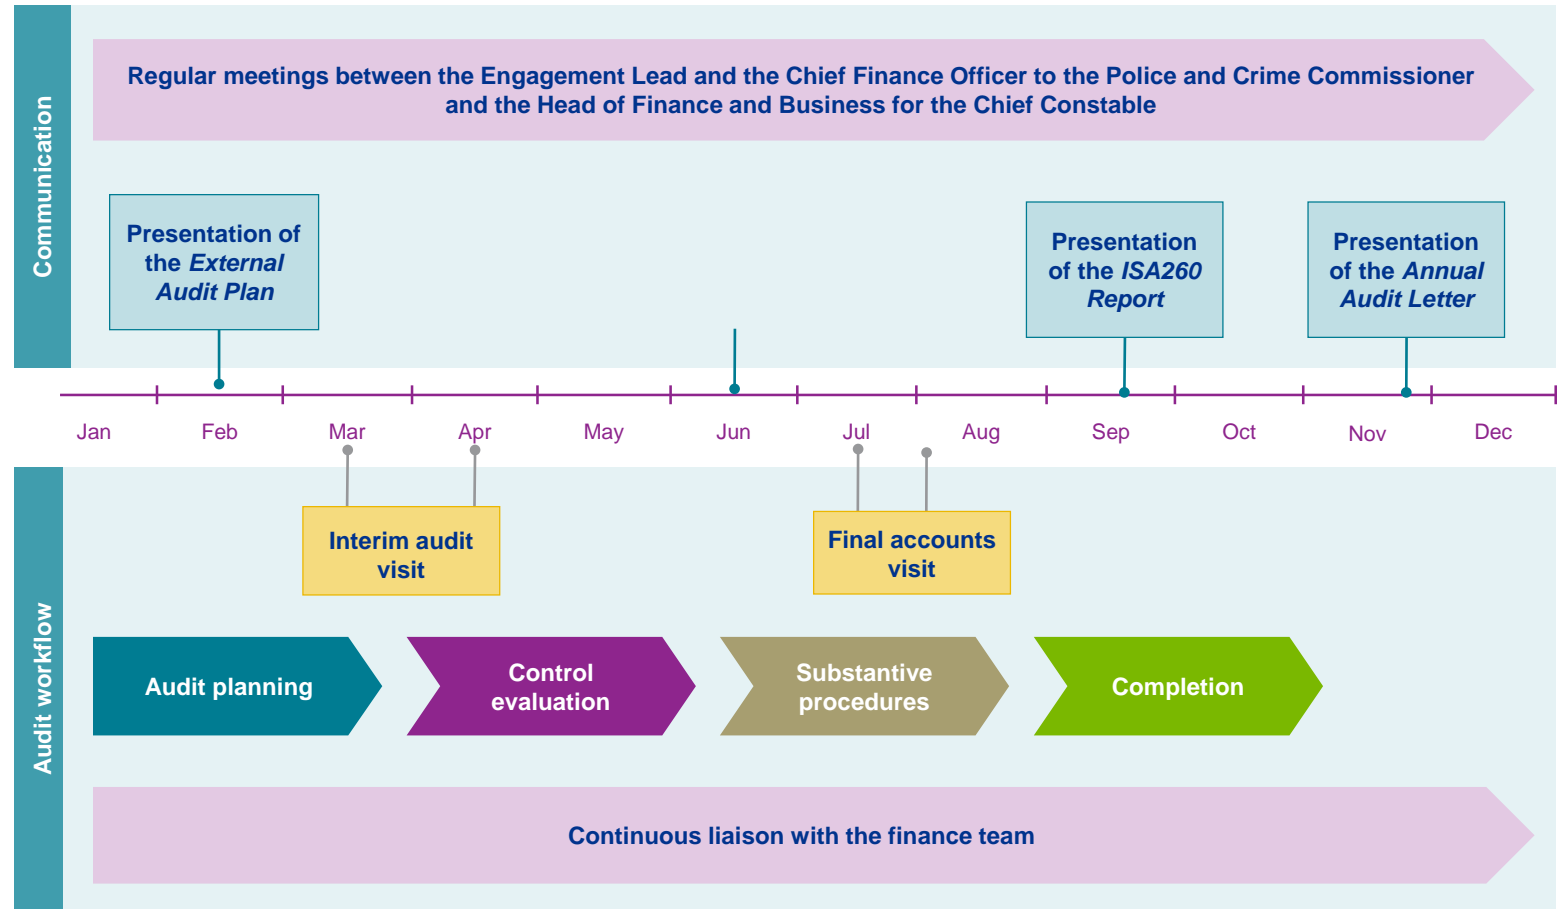 Communication
Regular meetings between the Engagement Lead and the Chief Finance Officer to the Police and Crime Commissioner
and the Head of Finance and Business for the Chief Constable
Presentation of
the External
Audit Plan
Presentation
of the ISA260
Report
Presentation
of the Annual
Audit Letter
Jan Feb Mar Apr May Jun Jul Aug Sep Oct Nov Dec
Audit workflow
Interim audit
visit
Final accounts
visit
Audit planning
Control
evaluation
Substantive
procedures
Completion
Continuous liaison with the finance team